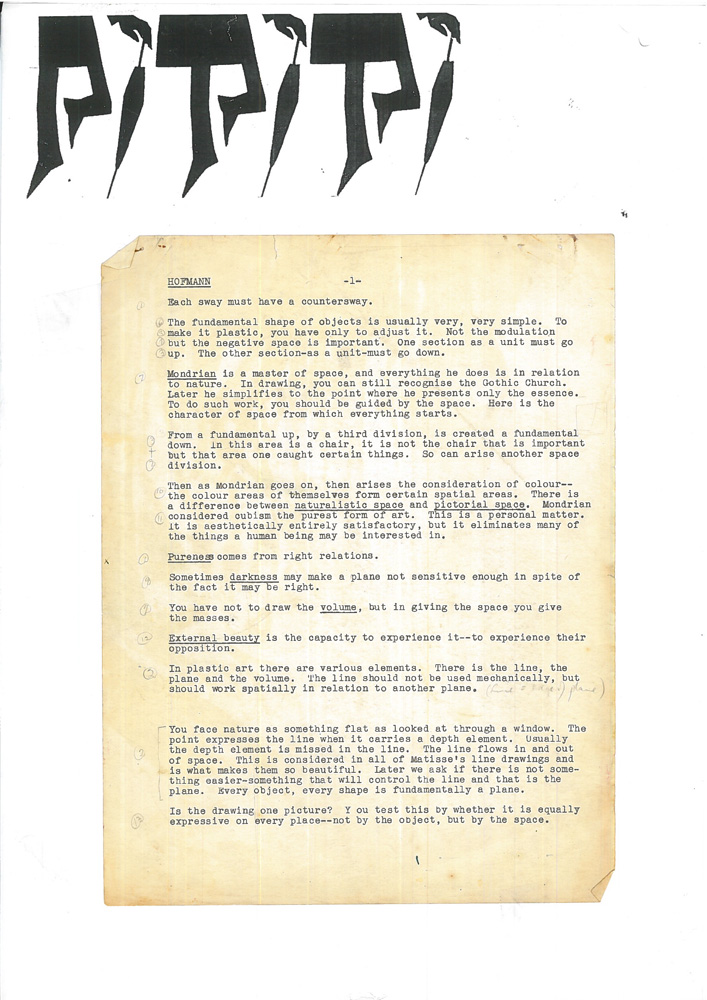 HOFMANN -1-
Each sway must have a countersway.
The fundamental shape of objects is usually very, very simple. To
make it plastic, you have only to adjust it. Not the modulation
but the negative space is important. One section as a unit must go
up. The other section-as a unit-must go down.
Mondrian is a master of space, and everything he does is in relation
to nature. In drawing, you can still recognise the Gothic Church.
Later he simplifies to the point where he presents only the essence.
To do such work, you should be guided by the space. Here is the
character of space from which everything starts.
From a fundamental up, by a third division, is created a fundamental
down. In this area is a chair, it is not the chair that is important
but that area one caught certain things. So can arise another space
division.
Then as Mondrian goes on, then arises the consideration of colour--
the colour areas of themselves form certain spatial areas. There is
a difference between naturalistic space and pictorial space. Mondrian
considered cubism the purest form of art. This is a personal matter.
It is aesthetically entirely satisfactory, but it eliminates many of
the things a human being may be interested in.
Pureness comes from right relations.
Sometimes darkness may make a plane not sensitive enough in spite of
the fact it may be right.
You have not to draw the volume, but in giving the space you give
the masses.
External beauty is the capacity to experience it--to experience their
opposition.
In plastic art there are various elements. There is the line, the
plane and the volume. The line should not be used mechanically, but
should work spatially in relation to another plane.
You face nature as something flat as looked at through a window. The
point expresses the line when it carries a depth element. Usually
the depth element is missed in the line. The line flows in and out
of space. This is considered in all of Matisse's line drawings and
is what makes them so beautiful. Later we ask if there is not some-
thing easier-something that will control the line and that is the
plane. Every object, every shape is fundamentally a plane.
Is the drawing one picture? Y ou test this by whether it is equally
expressive on every place--not by the object, but by the space.